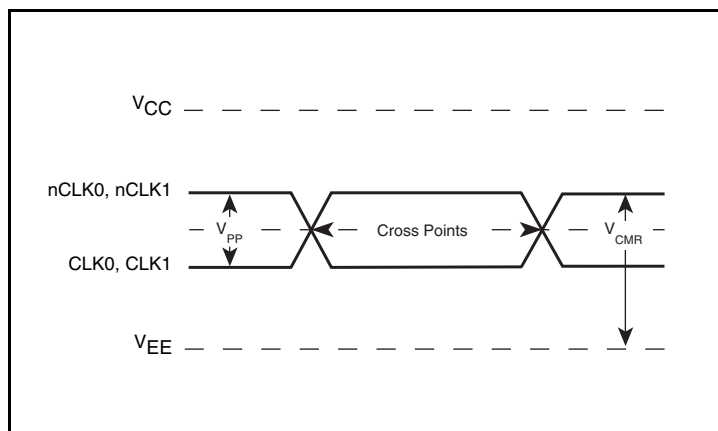 VCC
nCLK0, nCLK1
VPP
Cross Points
VCMR
CLK0, CLK1
VEE